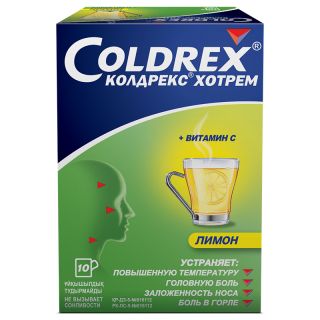 COLDREX®
КОЛДРЕКС® ХОТРЕМ
+ ВИТАМИН С
ЛИМОН
УСТРАНЯЕТ:
ПОВЫШЕННУЮ ТЕМПЕРАТУРУ
ГОЛОВНУЮ БОЛЬ
ЗАЛОЖЕННОСТЬ НОСА
БОЛЬ В ГОРЛЕ
10
ҰЙҚЫШЫЛДЫҚ
ТУДЫРМАЙДЫ
НЕ ВЫЗЫВАЕТ
СОНЛИВОСТИ